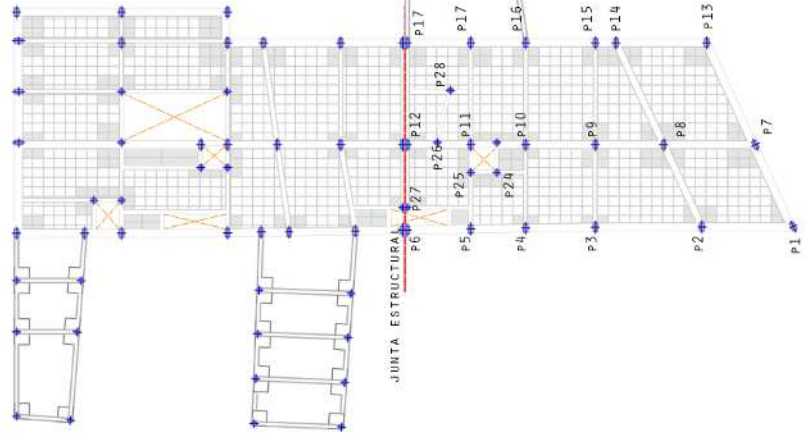 P17
P17
P16
P15
P14
P13
P28
P12
P11
P10
P9
P8
P7
P26
P25
P24
P27
P6
P5
P4
P3
P2
P1
JUNTA ESTRUCTURAL